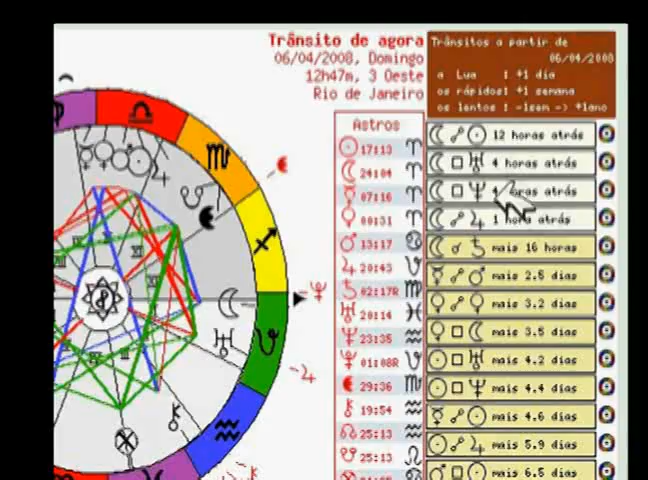 Trânsito de agora
06/04/2008, Domingo
12h47m, 3 Oeste
Rio de Janeiro
Trânsitos a partir de
06/04/2008
a Lua : +1 dia
os rápidos: +1 semana
os lentos : -1sem -> +1ano
Astros
17:13
24:04
07:16
00:31
13:17
20:43
02:17R
20:14
23:35
01:08R
29:36
19:54
25:13
25:13
12 horas atrás
4 horas atrás
horas atrás
1 hora atrás
mais 16 horas
mais 2.5 dias
mais 3.2 dias
mais 3.5 dias
mais 4.2 dias
mais 4.4 dias
mais 4.6 dias
mais 5.9 dias
mais 6.5 dias